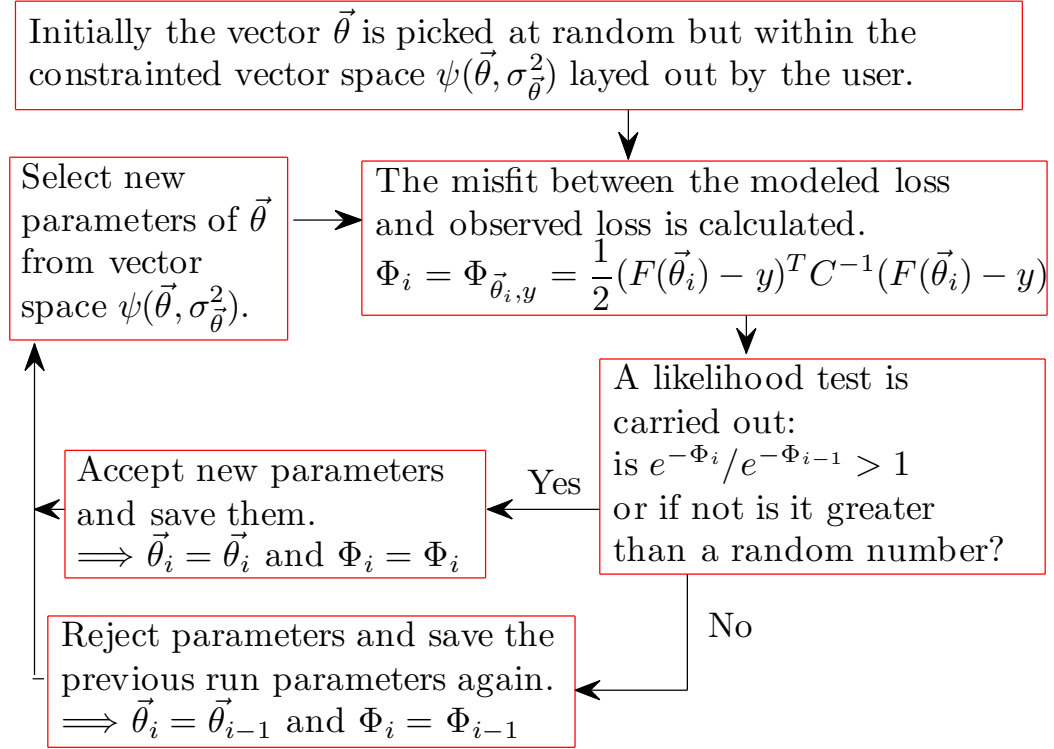 Initially the vector $\vec{\theta}$ is picked at random but within the
constrainted vector space $\psi(\vec{\theta}, \sigma^2_{\vec{\theta}})$ layed out by the user.
Select new
parameters of $\vec{\theta}$
from vector
space $\psi(\vec{\theta}, \sigma^2_{\vec{\theta}})$.
The misfit between the modeled loss
and observed loss is calculated.
$\Phi_i = \Phi_{\vec{\theta}_i, y} = \frac{1}{2}(F(\vec{\theta}_i) - y)^T C^{-1}(F(\vec{\theta}_i) - y)$
A likelihood test is
carried out:
is $e^{-\Phi_i}/e^{-\Phi_{i-1}} > 1$
or if not is it greater
than a random number?
Yes
Accept new parameters
and save them.
$\Longrightarrow \vec{\theta}_i = \vec{\theta}_i$ and $\Phi_i = \Phi_i$
No
Reject parameters and save the
previous run parameters again.
$\Longrightarrow \vec{\theta}_i = \vec{\theta}_{i-1}$ and $\Phi_i = \Phi_{i-1}$